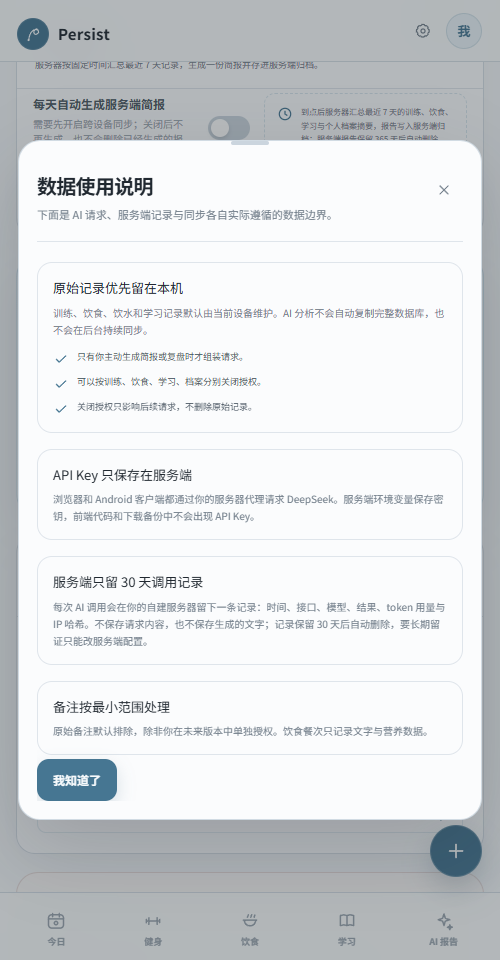 Persist
我
服务器按固定时间汇总最近 7 天记录，生成一份简报并存进服务端归档。
每天自动生成服务端简报
需要先开启跨设备同步；关闭后不
到点后服务器汇总最近 7 天的训练、饮食、
学习与个人档案摘要，报告写入服务端归
数据使用说明
下面是 AI 请求、服务端记录与同步各自实际遵循的数据边界。
原始记录优先留在本机
训练、饮食、饮水和学习记录默认由当前设备维护。AI 分析不会自动复制完整数据库，也
不会在后台持续同步。
只有你主动生成简报或复盘时才组装请求。
可以按训练、饮食、学习、档案分别关闭授权。
关闭授权只影响后续请求，不删除原始记录。
API Key 只保存在服务端
浏览器和 Android 客户端都通过你的服务器代理请求 DeepSeek。服务端环境变量保存密
钥，前端代码和下载备份中不会出现 API Key。
服务端只留 30 天调用记录
每次 AI 调用会在你的自建服务器留下一条记录：时间、接口、模型、结果、token 用量与
IP 哈希。不保存请求内容，也不保存生成的文字；记录保留 30 天后自动删除，要长期留
证只能改服务端配置。
备注按最小范围处理
原始备注默认排除，除非你在未来版本中单独授权。饮食餐次只记录文字与营养数据。
我知道了
今日
健身
饮食
学习
AI 报告